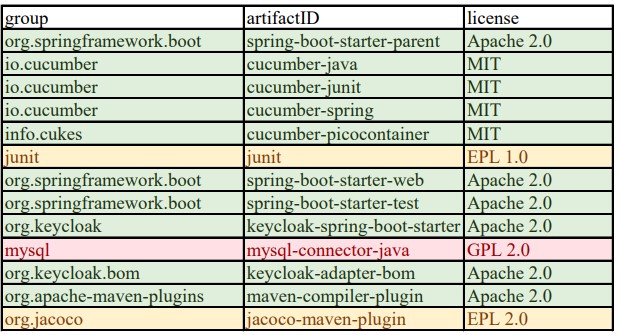 group artifactID license
org.springframework.boot spring-boot-starter-parent Apache 2.0
io.cucumber cucumber-java MIT
io.cucumber cucumber-junit MIT
io.cucumber cucumber-spring MIT
info.cukes cucumber-picocontainer MIT
junit junit EPL 1.0
org.springframework.boot spring-boot-starter-web Apache 2.0
org.springframework.boot spring-boot-starter-test Apache 2.0
org.keycloak keycloak-spring-boot-starter Apache 2.0
mysql mysql-connector-java GPL 2.0
org.keycloak.bom keycloak-adapter-bom Apache 2.0
org.apache-maven-plugins maven-compiler-plugin Apache 2.0
org.jacoco jacoco-maven-plugin EPL 2.0